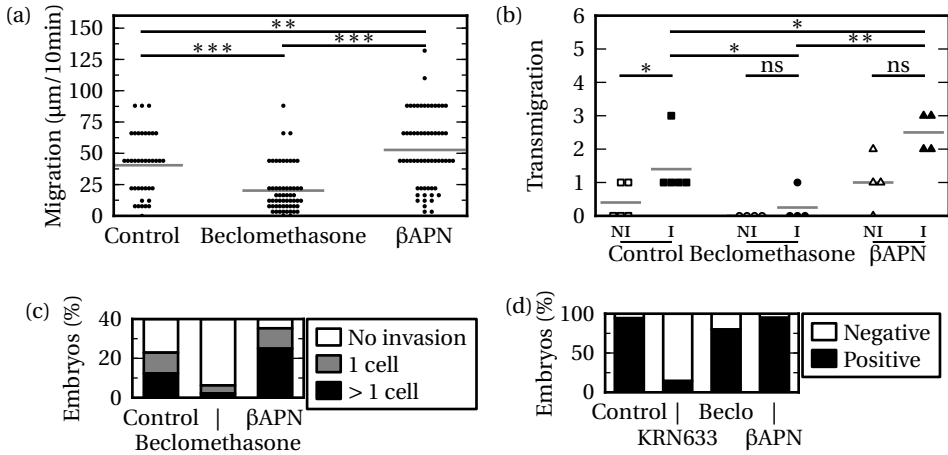 (a)
Migration (μm/10min)
150
125
100
75
50
25
0
**
***
***
Control
Beclomethasone
βAPN
(b)
Transmigration
6
5
4
3
2
1
0
*
*
**
*
ns
ns
NI
I
NI
I
NI
I
Control
Beclomethasone
βAPN
(c)
Embryos (%)
40
20
0
Control
|
βAPN
Beclomethasone
No invasion
1 cell
> 1 cell
(d)
Embryos (%)
100
50
0
Control
|
Beclo
|
KRN633
βAPN
Negative
Positive